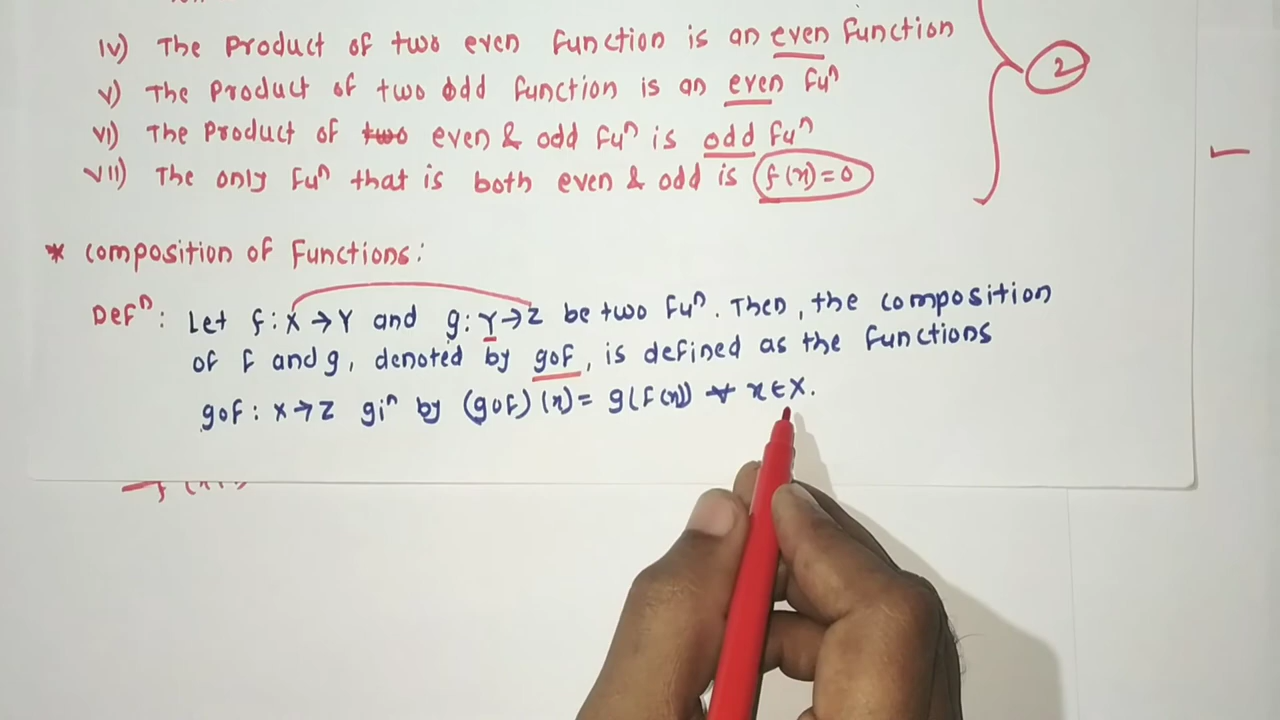 iv) The product of two even function is an even function
v) The product of two odd function is an even Fuⁿ
vi) The product of two even & odd Fuⁿ is odd Fuⁿ
vii) The only Fuⁿ that is both even & odd is f(x)=0
2
* Composition of Functions:
Defⁿ: Let f: X→Y and g: Y→Z be two Fuⁿ. Then, the composition
of f and g, denoted by gof, is defined as the functions
gof: X→Z giⁿ by (gof)(x)= g(f(x)) ∀ x∈X.